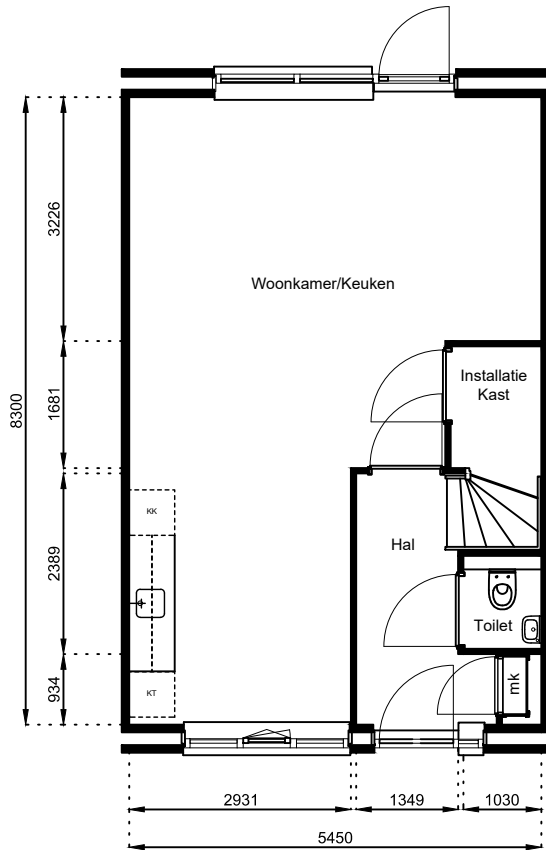 3226
Woonkamer/Keuken
1681
Installatie
Kast
8300
KK
2389
Hal
Toilet
KT
934
mk
2931
1349
1030
5450